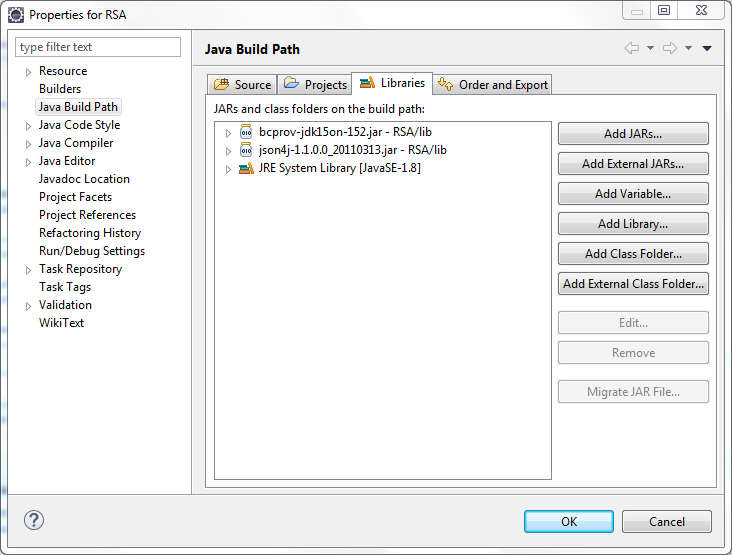 Properties for RSA
type filter text
Resource
Builders
Java Build Path
Java Code Style
Java Compiler
Java Editor
Javadoc Location
Project Facets
Project References
Refactoring History
Run/Debug Settings
Task Repository
Task Tags
Validation
WikiText
Java Build Path
Source Projects Libraries Order and Export
JARs and class folders on the build path:
bcprov-jdk15on-152.jar - RSA/lib
json4j-1.1.0.0_20110313.jar - RSA/lib
JRE System Library [JavaSE-1.8]
Add JARs...
Add External JARs...
Add Variable...
Add Library...
Add Class Folder...
Add External Class Folder...
Edit...
Remove
Migrate JAR File...
OK Cancel